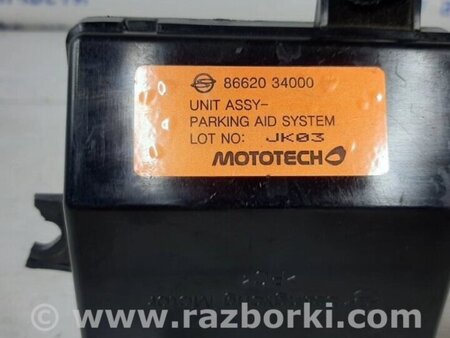 86620 34000
UNIT ASSY-
PARKING AID SYSTEM
LOT NO: JK03
MOTOTECH
www.razborki.com